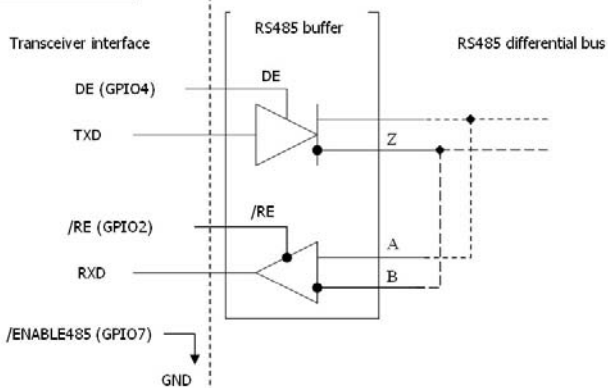 RS485 buffer
Transceiver interface
RS485 differential bus
DE (GPIO4)
DE
TXD
Z
/RE (GPIO2)
/RE
A
RXD
B
/ENABLE485 (GPIO7)
GND